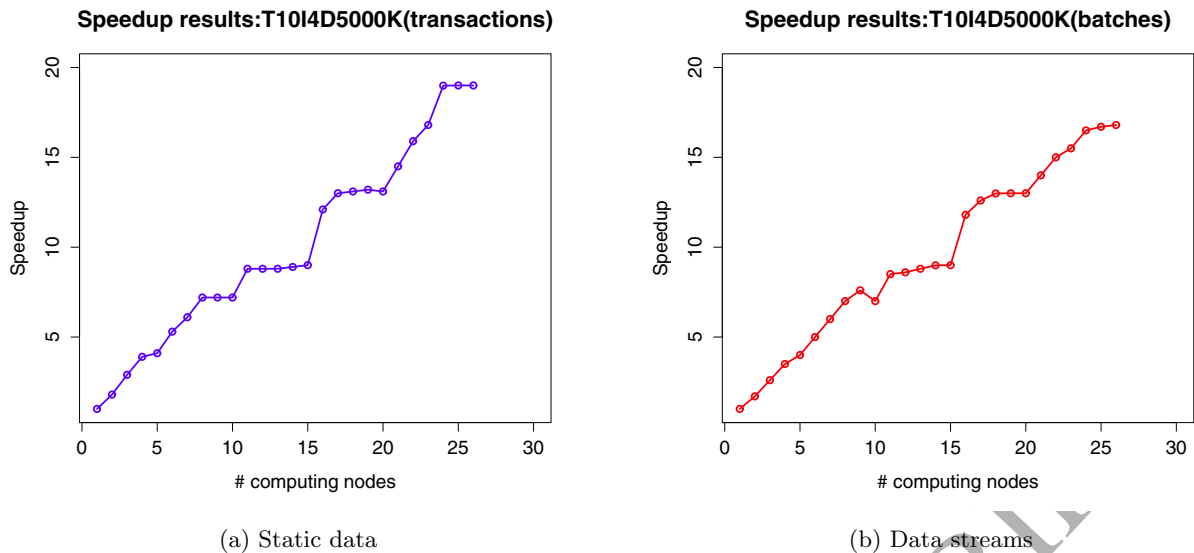 Speedup results:T10I4D5000K(transactions)
Speedup
20
15
10
5
0 5 10 15 20 25 30
# computing nodes
(a) Static data
Speedup results:T10I4D5000K(batches)
Speedup
20
15
10
5
0 5 10 15 20 25 30
# computing nodes
(b) Data streams